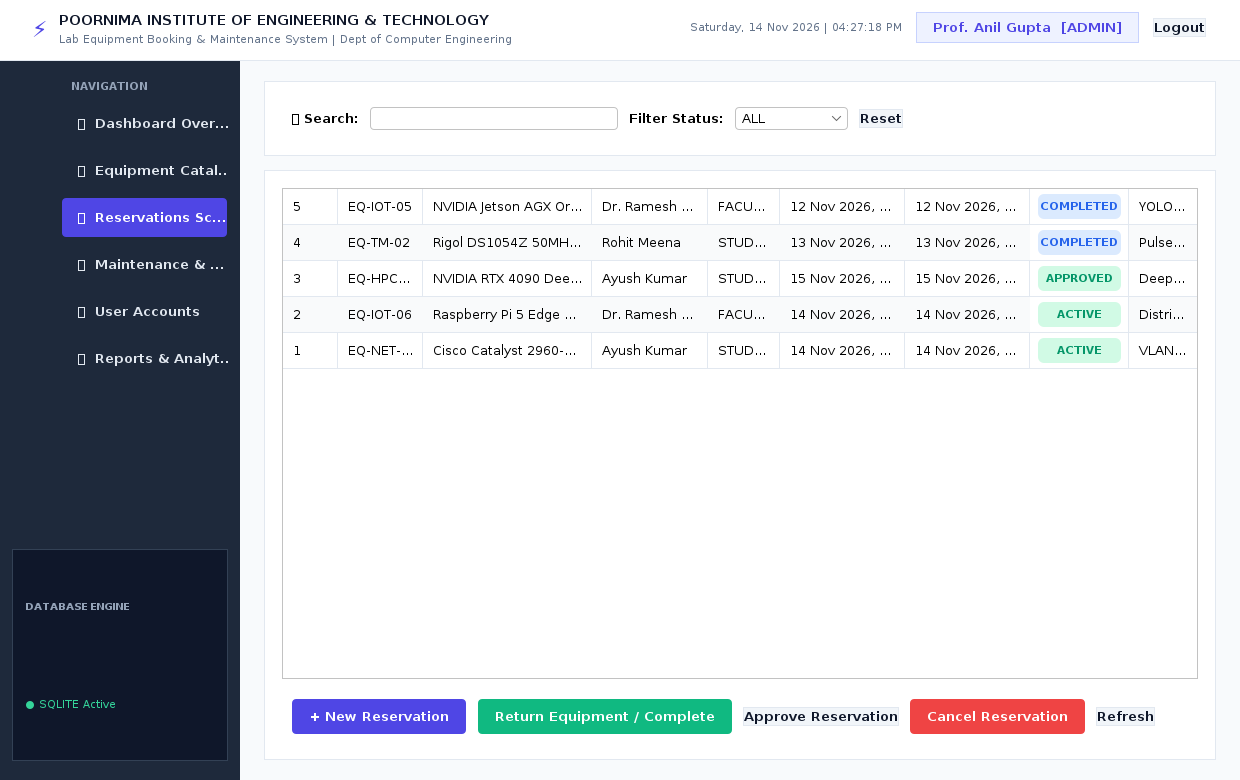 ⚡ POORNIMA INSTITUTE OF ENGINEERING & TECHNOLOGY
Lab Equipment Booking & Maintenance System | Dept of Computer Engineering
Saturday, 14 Nov 2026 | 04:27:18 PM
Prof. Anil Gupta [ADMIN]
Logout
NAVIGATION
Dashboard Over...
Equipment Catal..
Reservations Sc...
Maintenance & ...
User Accounts
Reports & Analyt..
DATABASE ENGINE
● SQLITE Active
Search:
Filter Status: ALL
Reset
5 EQ-IOT-05 NVIDIA Jetson AGX Or... Dr. Ramesh ... FACU... 12 Nov 2026, ... 12 Nov 2026, ... COMPLETED YOLO...
4 EQ-TM-02 Rigol DS1054Z 50MH... Rohit Meena STUD... 13 Nov 2026, ... 13 Nov 2026, ... COMPLETED Pulse...
3 EQ-HPC... NVIDIA RTX 4090 Dee... Ayush Kumar STUD... 15 Nov 2026, ... 15 Nov 2026, ... APPROVED Deep...
2 EQ-IOT-06 Raspberry Pi 5 Edge ... Dr. Ramesh ... FACU... 14 Nov 2026, ... 14 Nov 2026, ... ACTIVE Distri...
1 EQ-NET-... Cisco Catalyst 2960-... Ayush Kumar STUD... 14 Nov 2026, ... 14 Nov 2026, ... ACTIVE VLAN...
+ New Reservation
Return Equipment / Complete
Approve Reservation
Cancel Reservation
Refresh